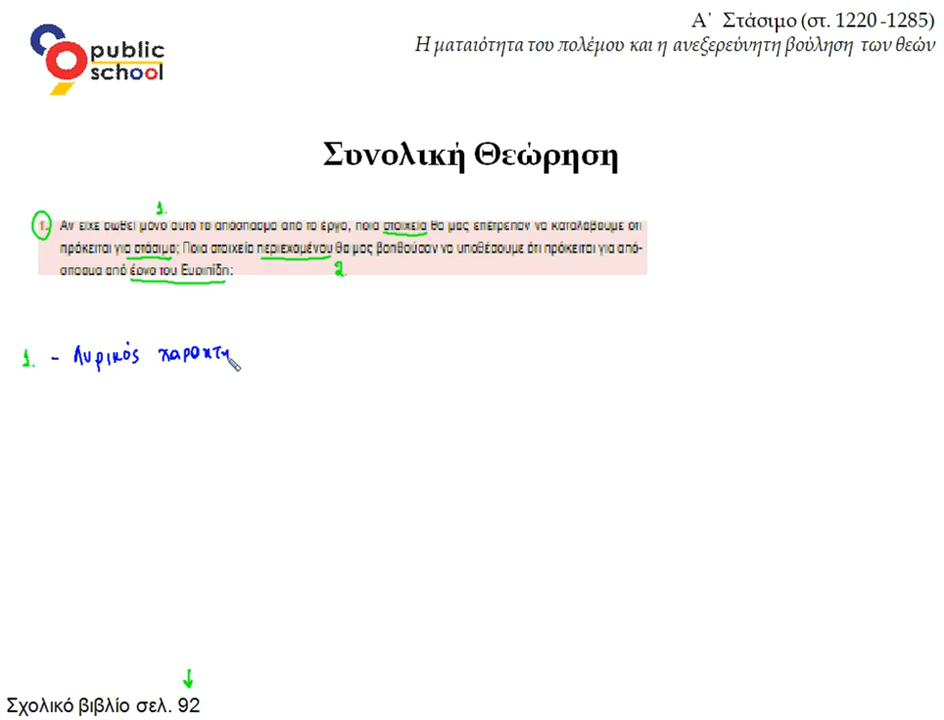 public
school
Α΄ Στάσιμο (στ. 1220 -1285)
Η ματαιότητα του πολέμου και η ανεξερεύνητη βούληση των θεών
Συνολική Θεώρηση
1.
1. Αν είχε σωθεί μόνο αυτό το απόσπασμα από το έργο, ποια στοιχεία θα μας επέτρεπαν να καταλάβουμε ότι
πρόκειται για στάσιμο; Ποια στοιχεία περιεχομένου θα μας βοηθούσαν να υποθέσουμε ότι πρόκειται για από-
σπασμα από έργο του Ευριπίδη;
2.
1. - Λυρικός χαρακτη
Σχολικό βιβλίο σελ. 92